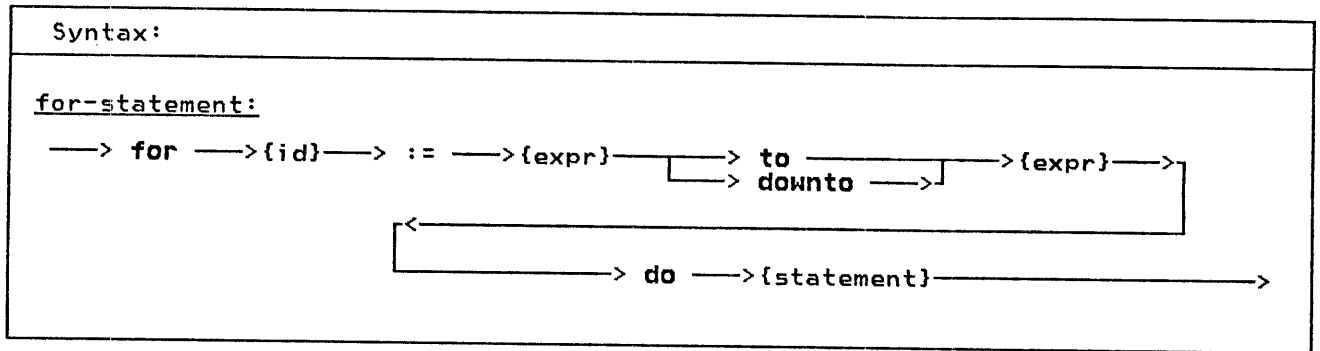 Syntax:
for-statement:
for {id} := {expr} to {expr}
downto
do {statement}